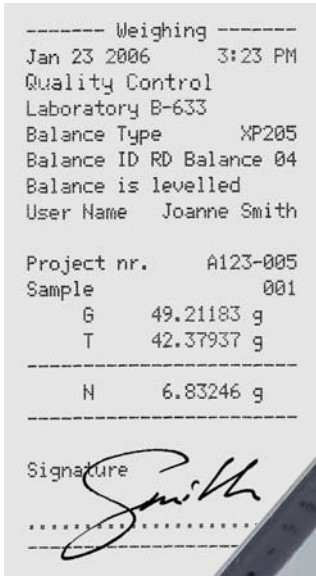 ------- Weighing -------
Jan 23 2006 3:23 PM
Quality Control
Laboratory B-633
Balance Type XP205
Balance ID RD Balance 04
Balance is levelled
User Name Joanne Smith
Project nr. A123-005
Sample 001
G 49.21183 g
T 42.37937 g
------------------------
N 6.83246 g
------------------------
Signature
Smith
........................
------------------------